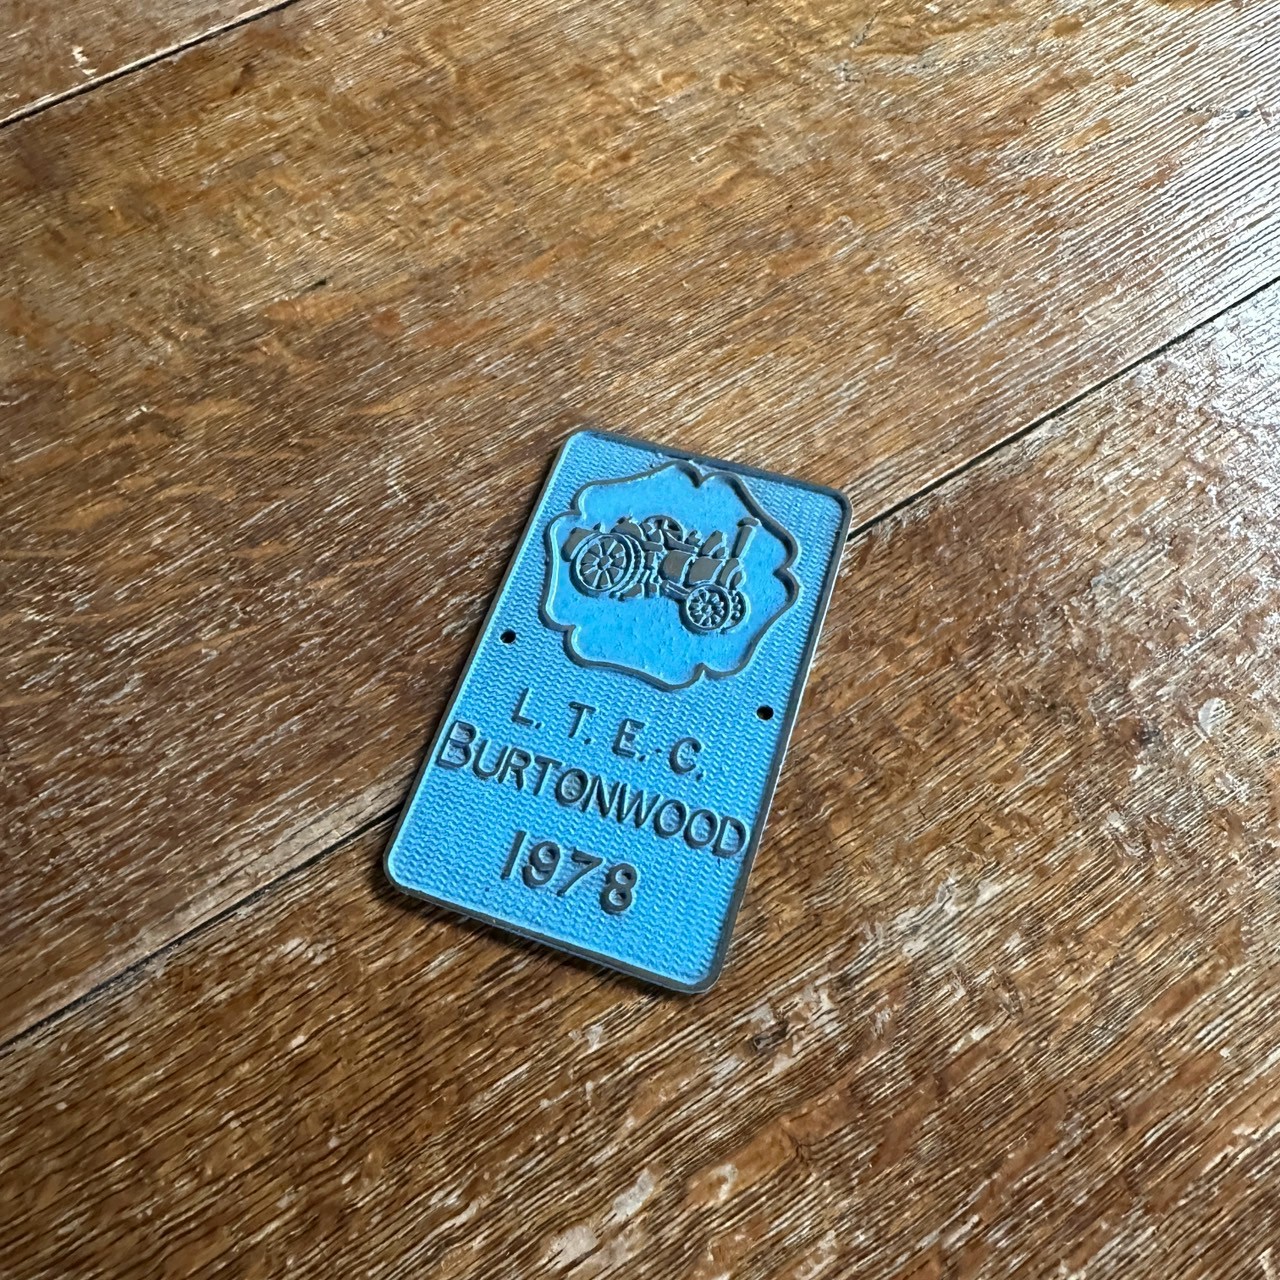 L. T. E. C.
BURTONWOOD
1978